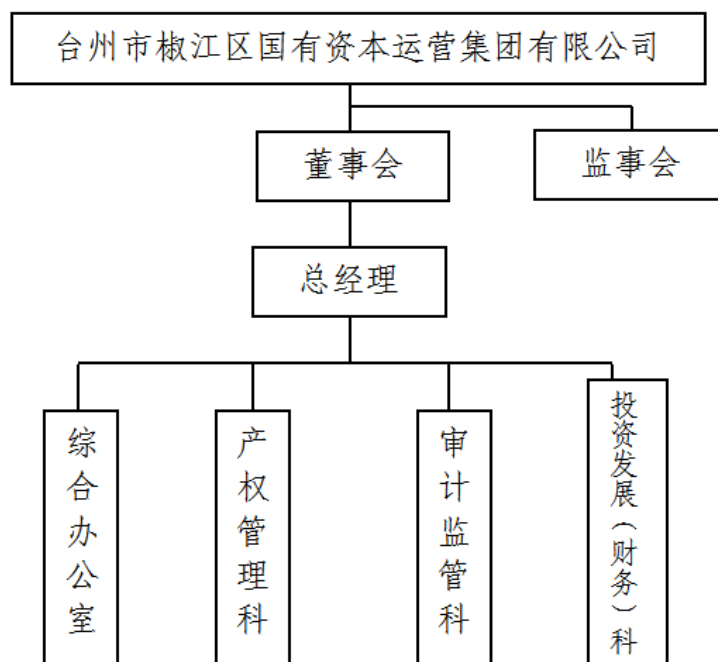 台州市椒江区国有资本运营集团有限公司
董事会
监事会
总经理
综合办公室
产权管理科
审计监管科
投资发展（财务）科